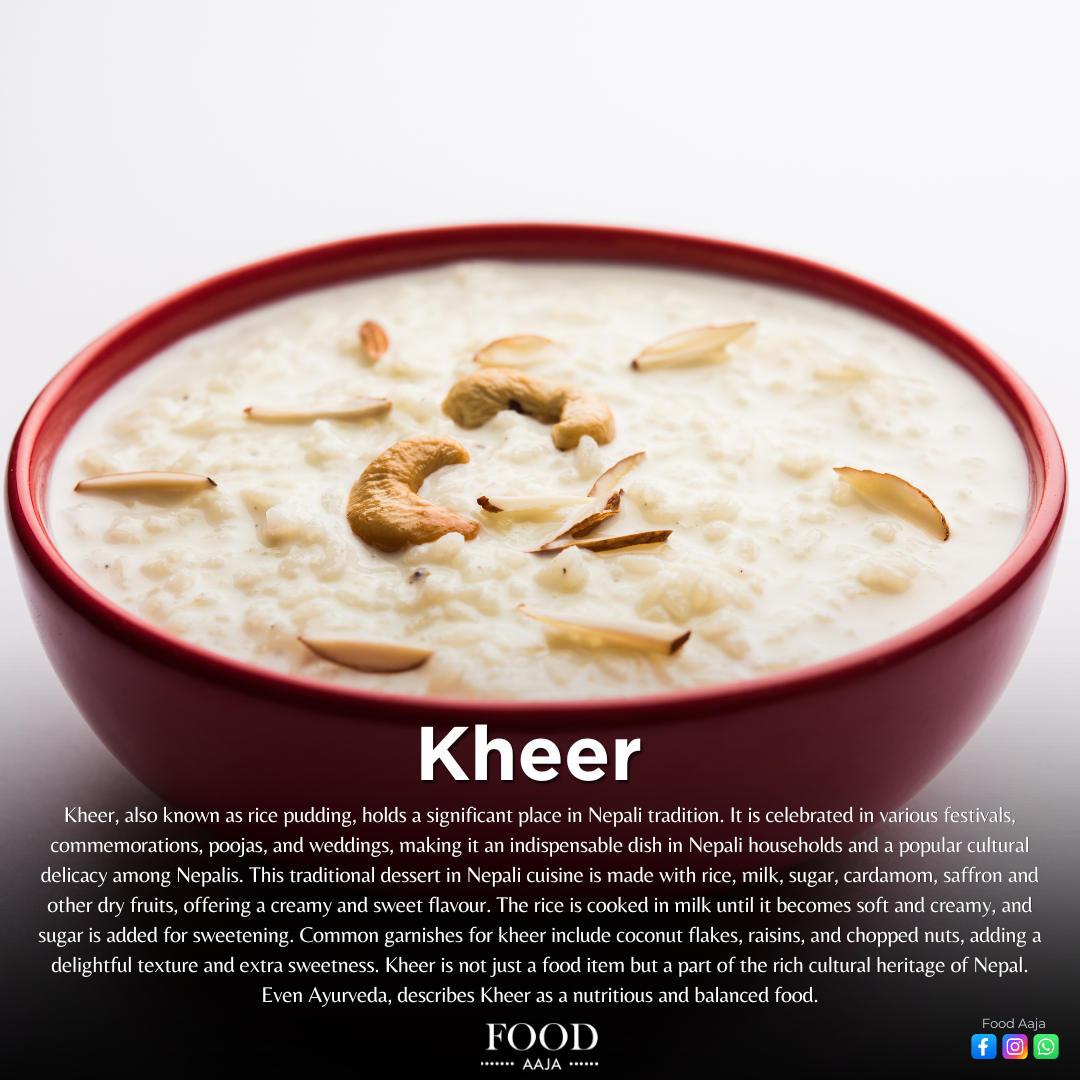 Kheer
Kheer, also known as rice pudding, holds a significant place in Nepali tradition. It is celebrated in various festivals,
commemorations, poojas, and weddings, making it an indispensable dish in Nepali households and a popular cultural
delicacy among Nepalis. This traditional dessert in Nepali cuisine is made with rice, milk, sugar, cardamom, saffron and
other dry fruits, offering a creamy and sweet flavour. The rice is cooked in milk until it becomes soft and creamy, and
sugar is added for sweetening. Common garnishes for kheer include coconut flakes, raisins, and chopped nuts, adding a
delightful texture and extra sweetness. Kheer is not just a food item but a part of the rich cultural heritage of Nepal.
Even Ayurveda, describes Kheer as a nutritious and balanced food.
FOOD
AAJA
Food Aaja